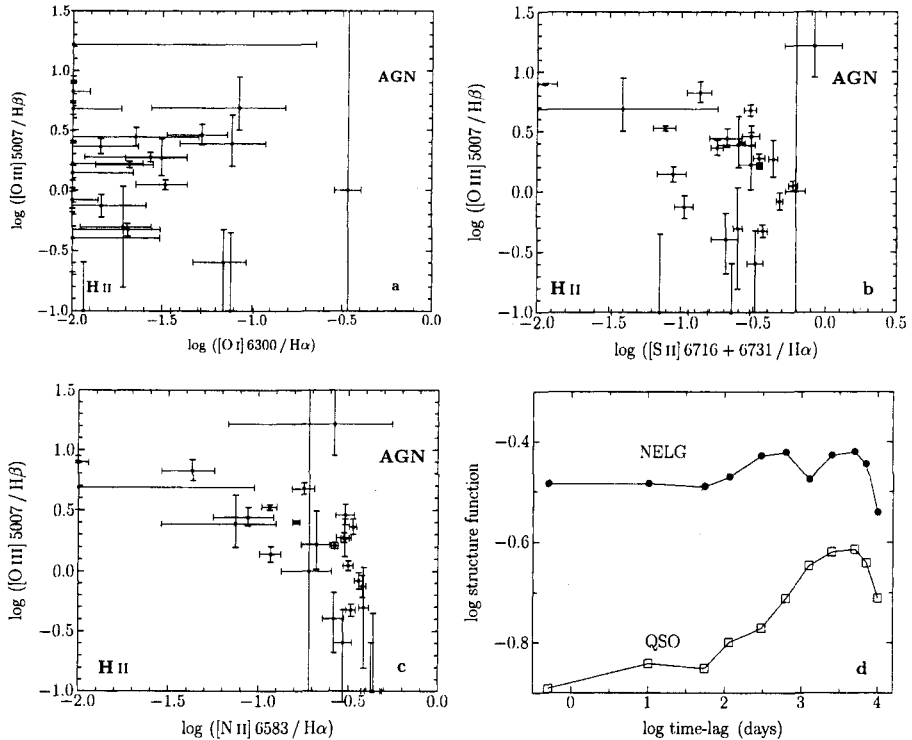 1.5
1.0
0.5
0.0
−0.5
−1.0
log ([O III] 5007 / Hβ)
AGN
H II
a
−2.0
−1.5
−1.0
−0.5
0.0
log ([O I] 6300 / Hα)
1.5
1.0
0.5
0.0
−0.5
−1.0
log ([O III] 5007 / Hβ)
AGN
H II
b
−2.0
−1.5
−1.0
−0.5
0.0
0.5
log ([S II] 6716 + 6731 / Hα)
1.5
1.0
0.5
0.0
−0.5
−1.0
log ([O III] 5007 / Hβ)
AGN
H II
c
−2.0
−1.5
−1.0
−0.5
0.0
log ([N II] 6583 / Hα)
−0.4
−0.6
−0.8
log structure function
NELG
QSO
d
0
1
2
3
4
log time-lag (days)